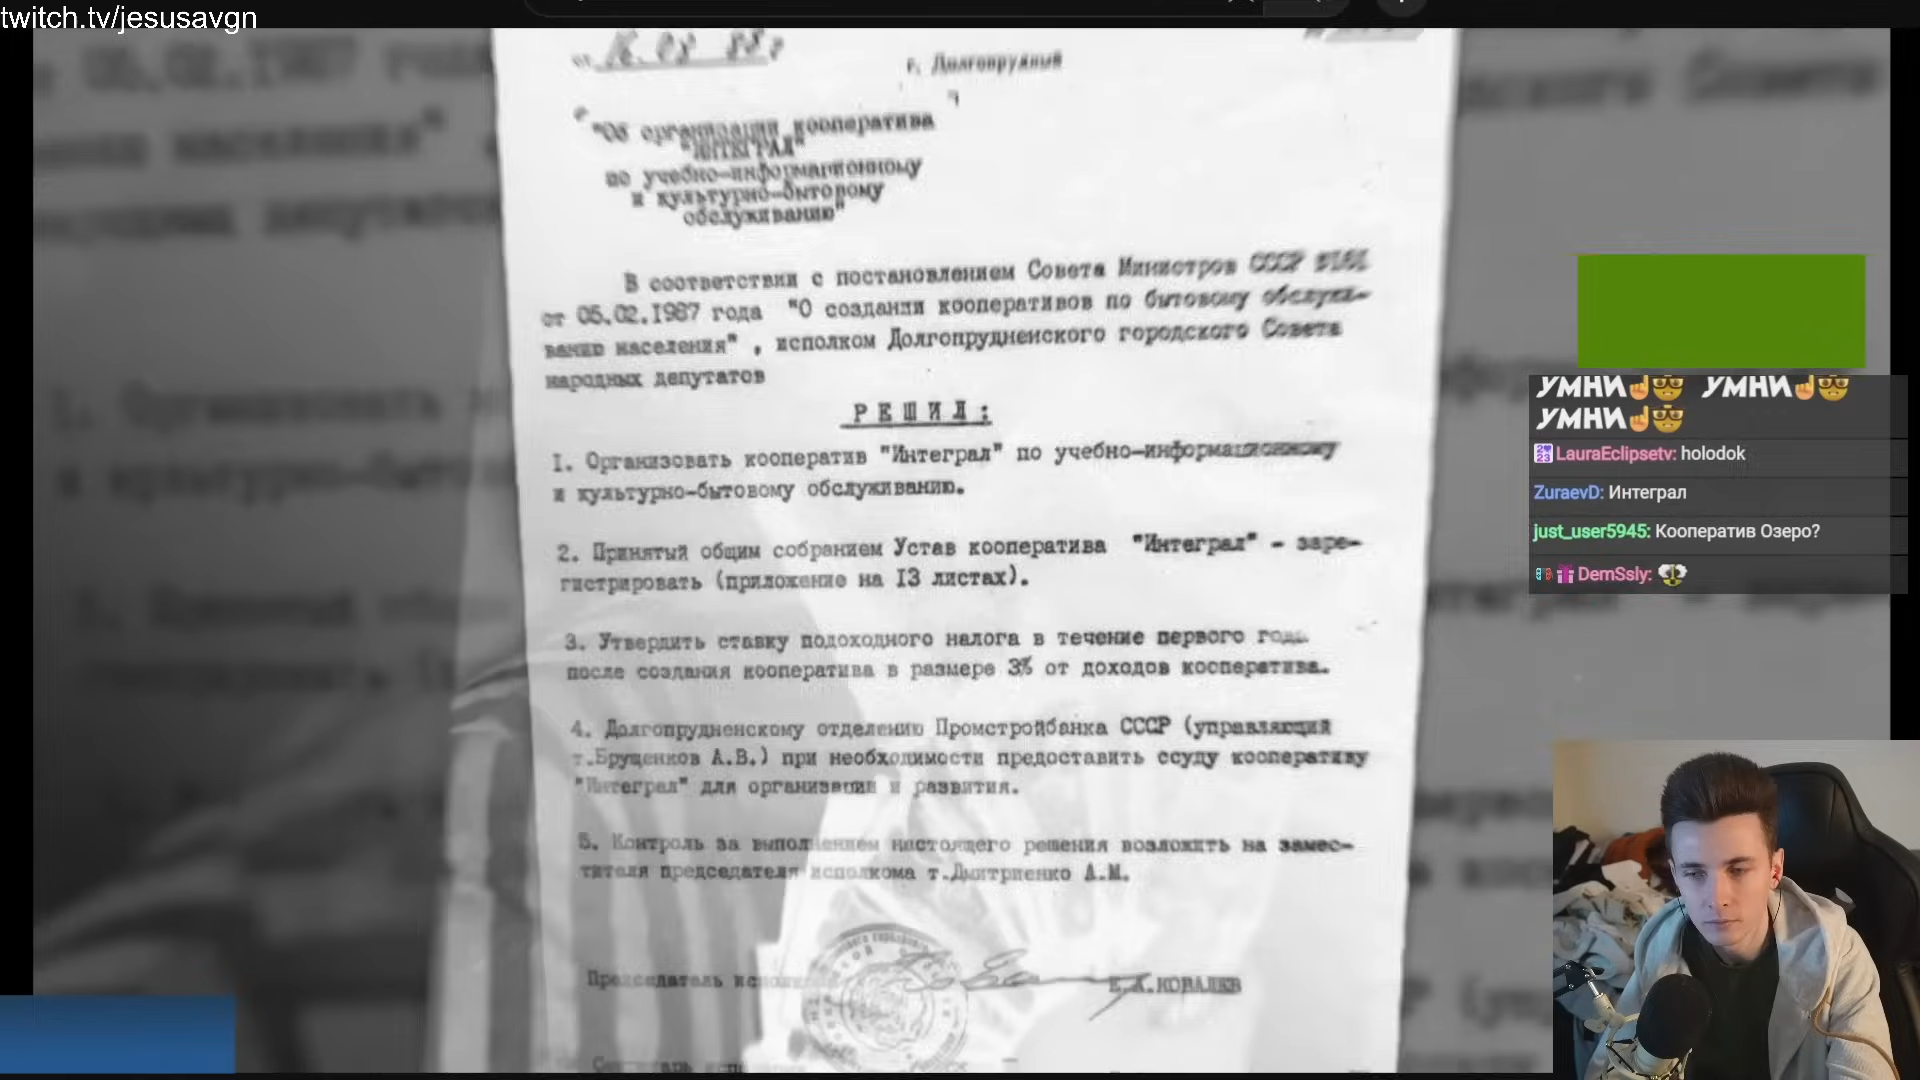 twitch.tv/jesusavgn
16.03 88г
г. Долгопрудный
"Об организации кооператива
"ИНТЕГРАЛ"
по учебно-информационному
и культурно-бытовому
обслуживанию"
В соответствии с постановлением Совета Министров СССР
от 05.02.1987 года "О создании кооперативов по бытовому обслужи-
ванию населения", исполком Долгопрудненского городского Совета
народных депутатов
РЕШИЛ:
1. Организовать кооператив "Интеграл" по учебно-информационному
и культурно-бытовому обслуживанию.
2. Принятый общим собранием Устав кооператива "Интеграл" - заре-
гистрировать (приложение на 13 листах).
3. Утвердить ставку подоходного налога в течение первого года
после создания кооператива в размере 3% от доходов кооператива.
4. Долгопрудненскому отделению Промстройбанка СССР (управляющий
т.Брущенков А.В.) при необходимости предоставить ссуду кооперативу
"Интеграл" для организации и развития.
5. Контроль за выполнением настоящего решения возложить на замес-
тителя председателя исполкома т.Дмитриенко А.М.
Председатель
Е.А.КОВАЛЕВ
УМНИ УМНИ
УМНИ
LauraEclipsetv: holodok
ZuraevD: Интеграл
just_user5945: Кооператив Озеро?
DemSsly: